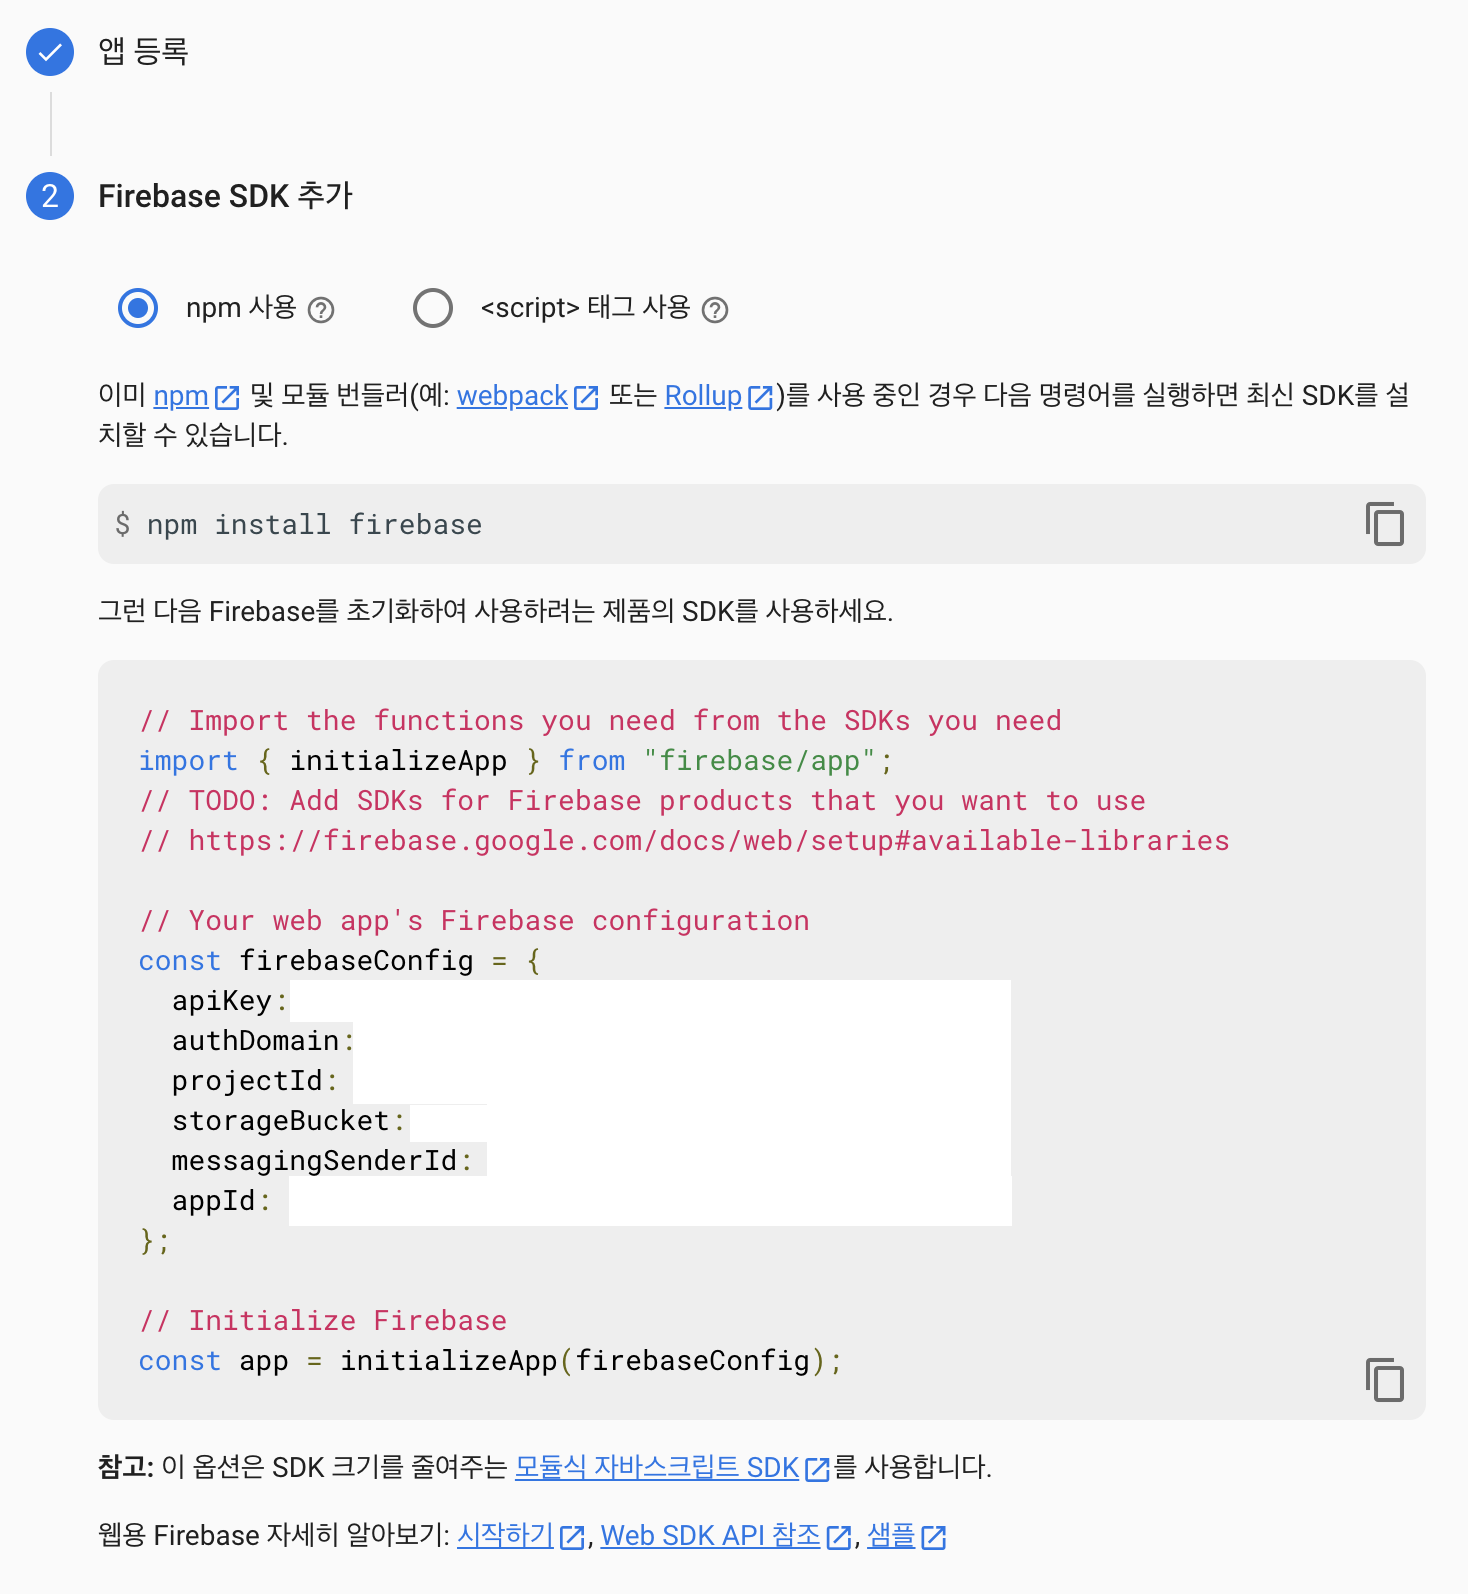 앱 등록
2 Firebase SDK 추가
npm 사용 ? <script> 태그 사용 ?
이미 npm 및 모듈 번들러(예: webpack 또는 Rollup)를 사용 중인 경우 다음 명령어를 실행하면 최신 SDK를 설
치할 수 있습니다.
$ npm install firebase
그런 다음 Firebase를 초기화하여 사용하려는 제품의 SDK를 사용하세요.
// Import the functions you need from the SDKs you need
import { initializeApp } from "firebase/app";
// TODO: Add SDKs for Firebase products that you want to use
// https://firebase.google.com/docs/web/setup#available-libraries
// Your web app's Firebase configuration
const firebaseConfig = {
  apiKey:
  authDomain:
  projectId:
  storageBucket:
  messagingSenderId:
  appId:
};
// Initialize Firebase
const app = initializeApp(firebaseConfig);
참고: 이 옵션은 SDK 크기를 줄여주는 모듈식 자바스크립트 SDK를 사용합니다.
웹용 Firebase 자세히 알아보기: 시작하기, Web SDK API 참조, 샘플